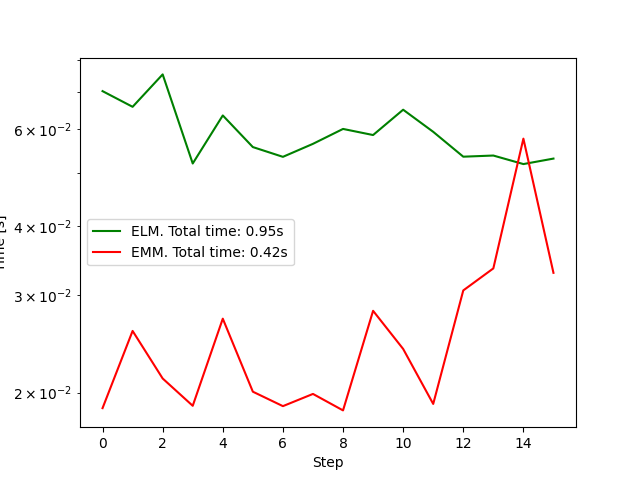 6 × 10⁻²
4 × 10⁻²
3 × 10⁻²
2 × 10⁻²
Time [s]
ELM. Total time: 0.95s
EMM. Total time: 0.42s
0 2 4 6 8 10 12 14
Step